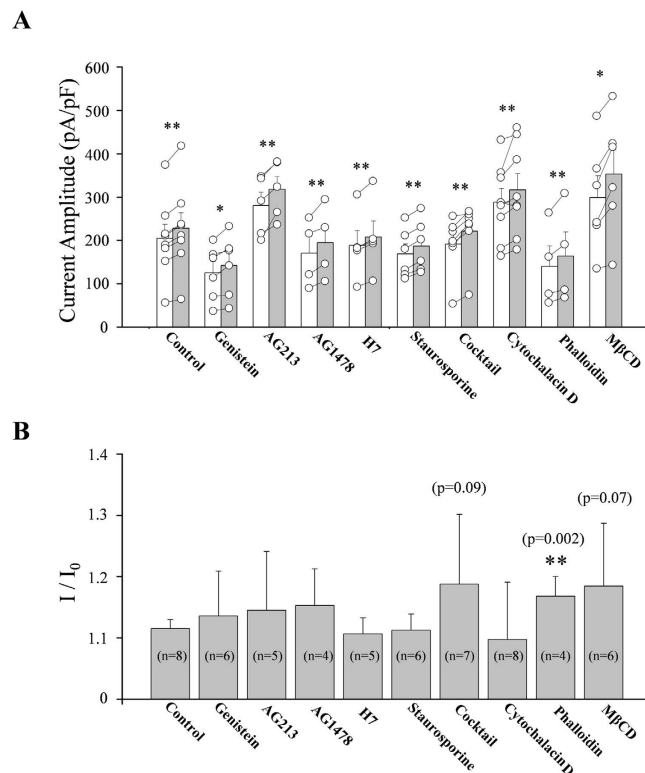 A
Current Amplitude (pA/pF)
600
500
400
300
200
100
0
**
*
**
**
**
**
**
**
**
*
Control
Genistein
AG213
AG1478
H7
Staurosporine
Cocktail
Cytochalacin D
Phalloidin
MβCD
B
I / I0
1.4
1.3
1.2
1.1
0
(p=0.09)
(p=0.002)
**
(p=0.07)
(n=8)
(n=6)
(n=5)
(n=4)
(n=5)
(n=6)
(n=7)
(n=8)
(n=4)
(n=6)
Control
Genistein
AG213
AG1478
H7
Staurosporine
Cocktail
Cytochalacin D
Phalloidin
MβCD